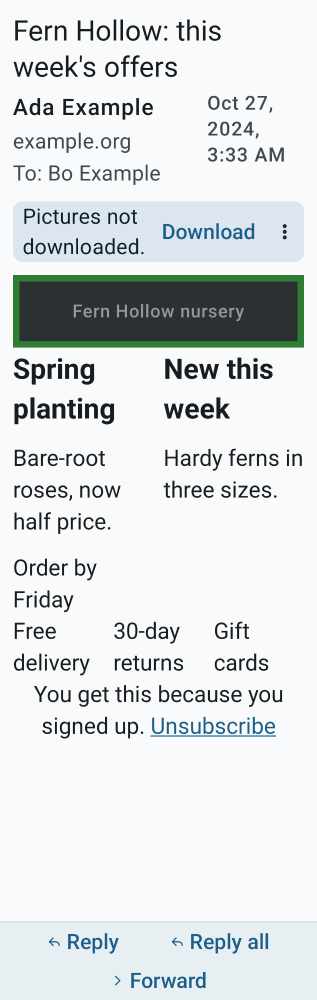 Fern Hollow: this
week's offers
Ada Example
Oct 27,
2024,
3:33 AM
example.org
To: Bo Example
Pictures not
downloaded.
Download
Fern Hollow nursery
Spring
planting
Bare-root
roses, now
half price.
Order by
Friday
New this
week
Hardy ferns in
three sizes.
Free
delivery
30-day
returns
Gift
cards
You get this because you
signed up. Unsubscribe
Reply
Reply all
Forward